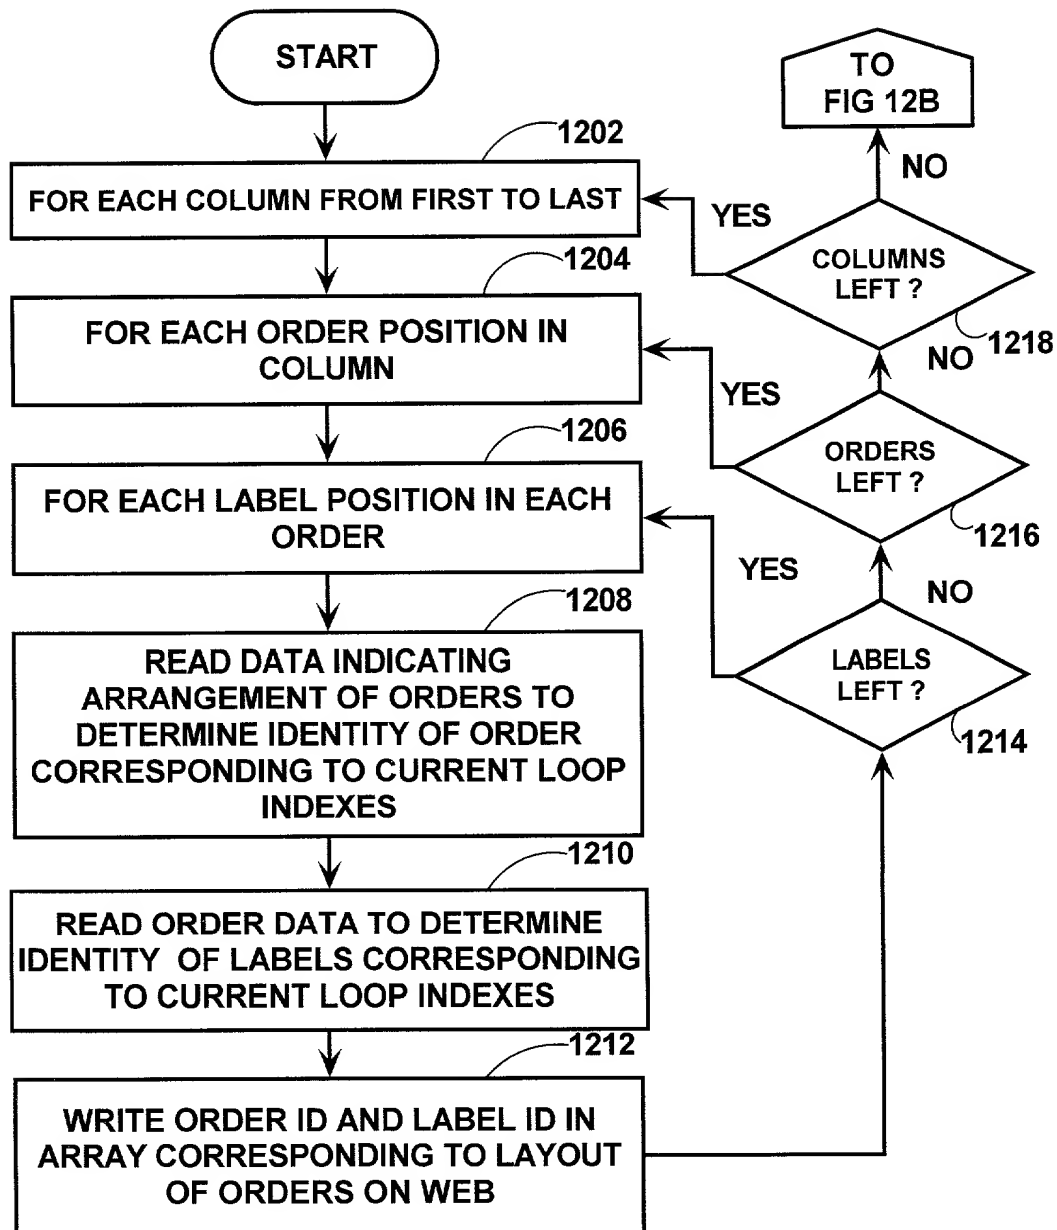 START
1202
FOR EACH COLUMN FROM FIRST TO LAST
1204
FOR EACH ORDER POSITION IN
COLUMN
1206
FOR EACH LABEL POSITION IN EACH
ORDER
1208
READ DATA INDICATING
ARRANGEMENT OF ORDERS TO
DETERMINE IDENTITY OF ORDER
CORRESPONDING TO CURRENT LOOP
INDEXES
1210
READ ORDER DATA TO DETERMINE
IDENTITY OF LABELS CORRESPONDING
TO CURRENT LOOP INDEXES
1212
WRITE ORDER ID AND LABEL ID IN
ARRAY CORRESPONDING TO LAYOUT
OF ORDERS ON WEB
LABELS
LEFT ?
1214
YES
NO
ORDERS
LEFT ?
1216
YES
NO
COLUMNS
LEFT ?
1218
YES
NO
TO
FIG 12B